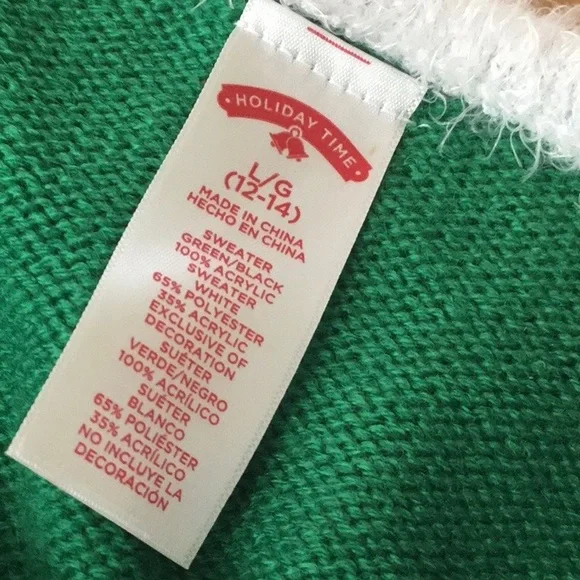 • HOLIDAY TIME •
L/G
(12-14)
MADE IN CHINA
HECHO EN CHINA
SWEATER
GREEN/BLACK
100% ACRYLIC
SWEATER
WHITE
65% POLYESTER
35% ACRYLIC
EXCLUSIVE OF
DECORATION
SUÉTER
VERDE/NEGRO
100% ACRÍLICO
SUÉTER
BLANCO
65% POLIÉSTER
35% ACRÍLICO
NO INCLUYE LA
DECORACIÓN